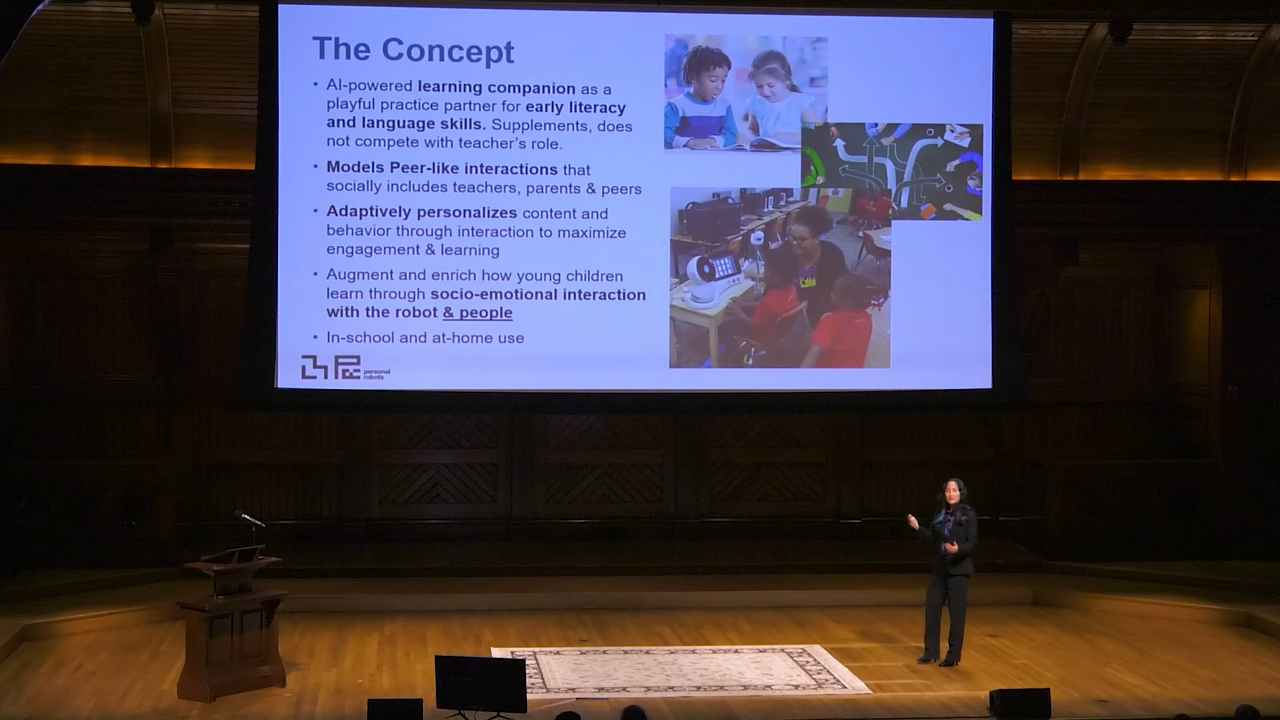 The Concept
• AI-powered learning companion as a
playful practice partner for early literacy
and language skills. Supplements, does
not compete with teacher's role.
• Models Peer-like interactions that
socially includes teachers, parents & peers
• Adaptively personalizes content and
behavior through interaction to maximize
engagement & learning
• Augment and enrich how young children
learn through socio-emotional interaction
with the robot & people
• In-school and at-home use
personal
robots